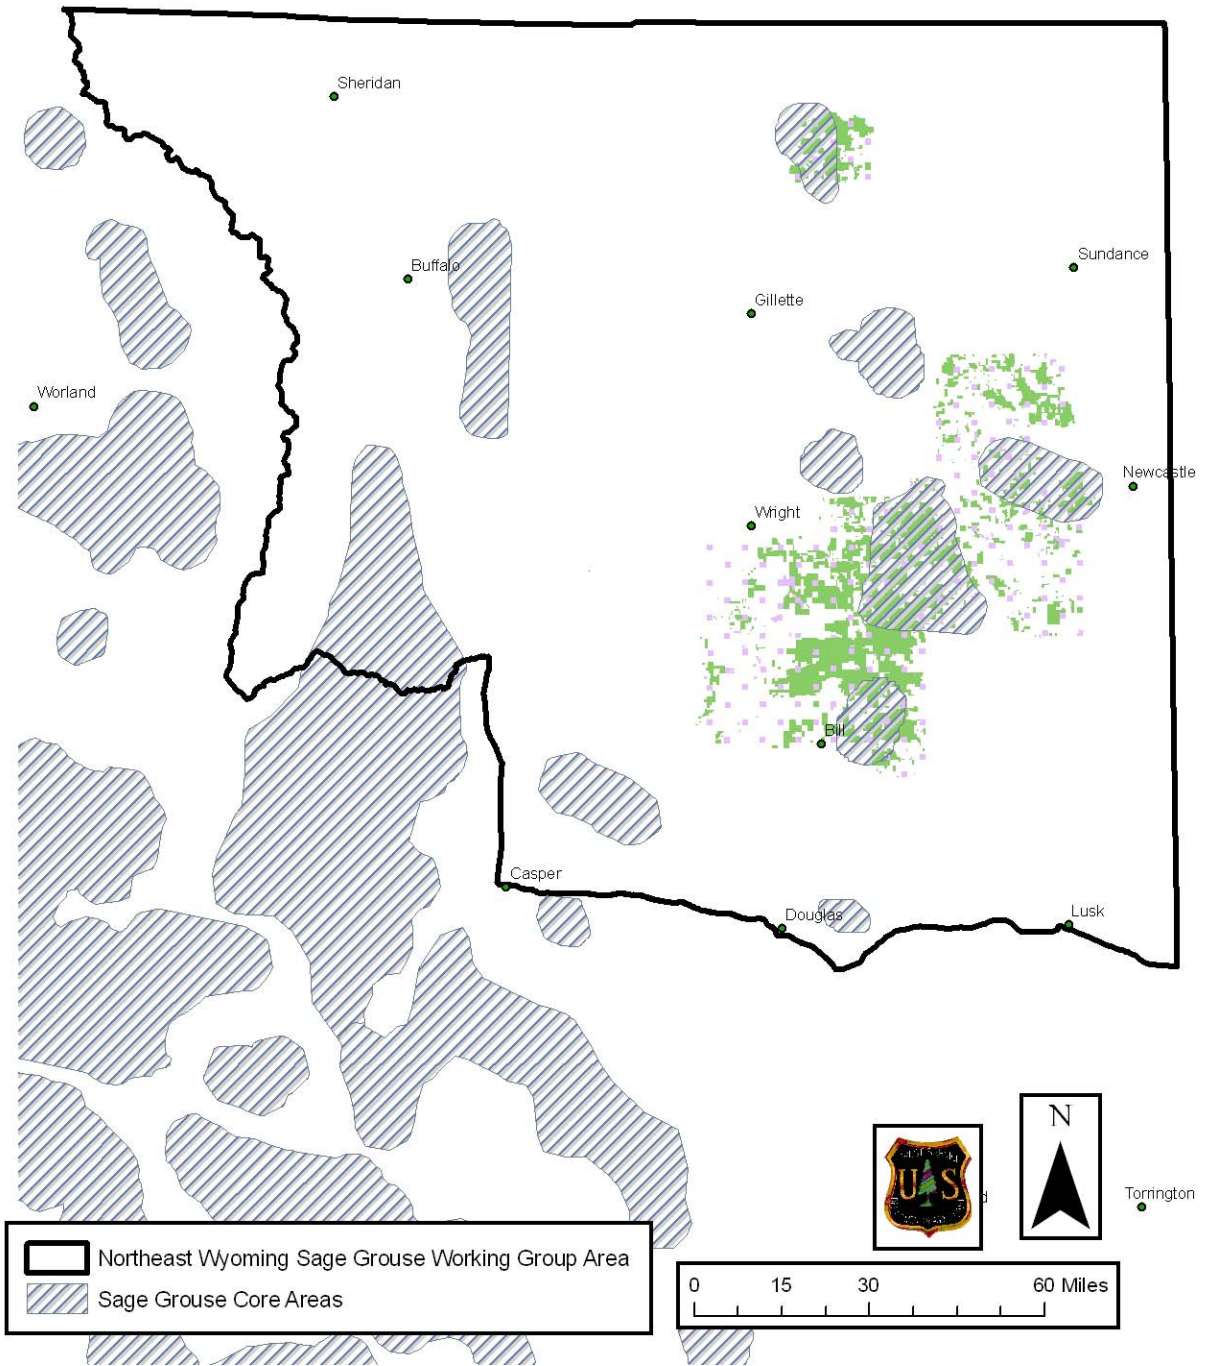 Sheridan
Buffalo
Sundance
Gillette
Worland
Newcastle
Wright
Bill
Casper
Douglas
Lusk
N
U S
d
Torrington
Northeast Wyoming Sage Grouse Working Group Area
Sage Grouse Core Areas
0 15 30 60 Miles